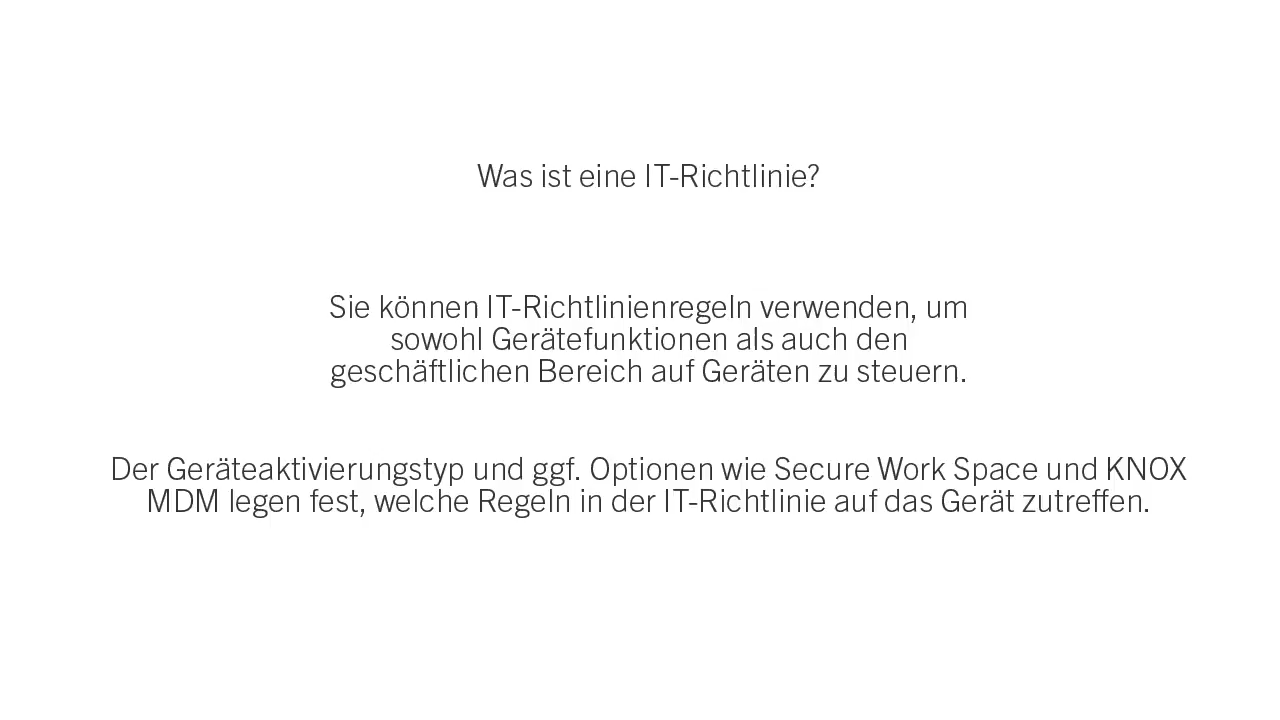 Was ist eine IT-Richtlinie?
Sie können IT-Richtlinienregeln verwenden, um
sowohl Gerätefunktionen als auch den
geschäftlichen Bereich auf Geräten zu steuern.
Der Geräteaktivierungstyp und ggf. Optionen wie Secure Work Space und KNOX
MDM legen fest, welche Regeln in der IT-Richtlinie auf das Gerät zutreffen.